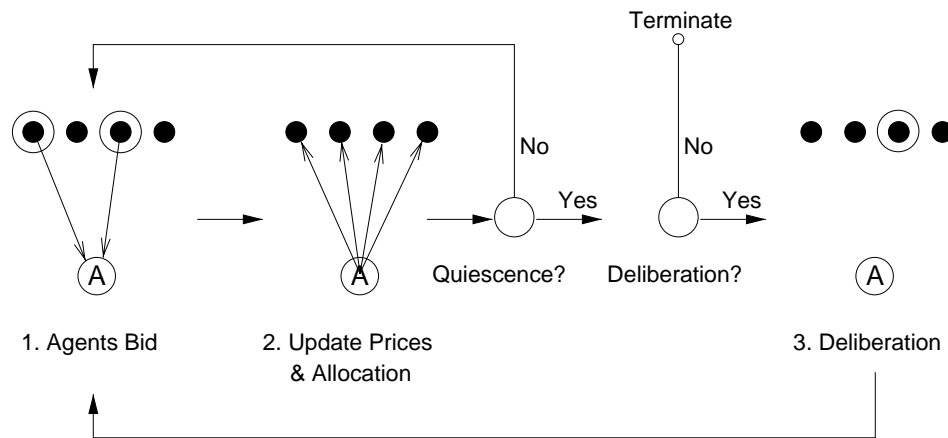 Terminate
No
No
Yes
Yes
A
A
Quiescence?
Deliberation?
A
1. Agents Bid
2. Update Prices
& Allocation
3. Deliberation